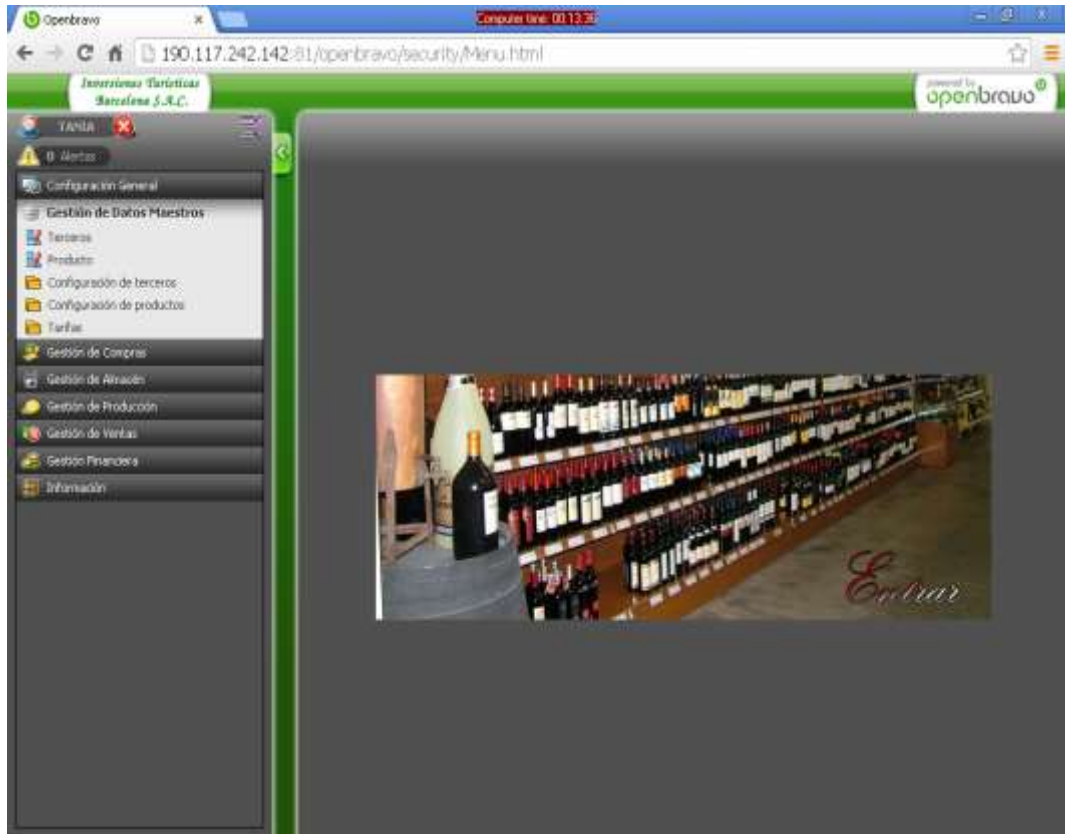 Openbravo
Computer time: 00:13:36
190.117.242.142:81/openbravo/security/Menu.html
Inversiones Turísticas
Barcelona S.A.C.
powered by
openbravo
TANIA
0 Alertas
Configuración General
Gestión de Datos Maestros
Terceros
Producto
Configuración de terceros
Configuración de productos
Tarifas
Gestión de Compras
Gestión de Almacén
Gestión de Producción
Gestión de Ventas
Gestión Financiera
Información
Entrar